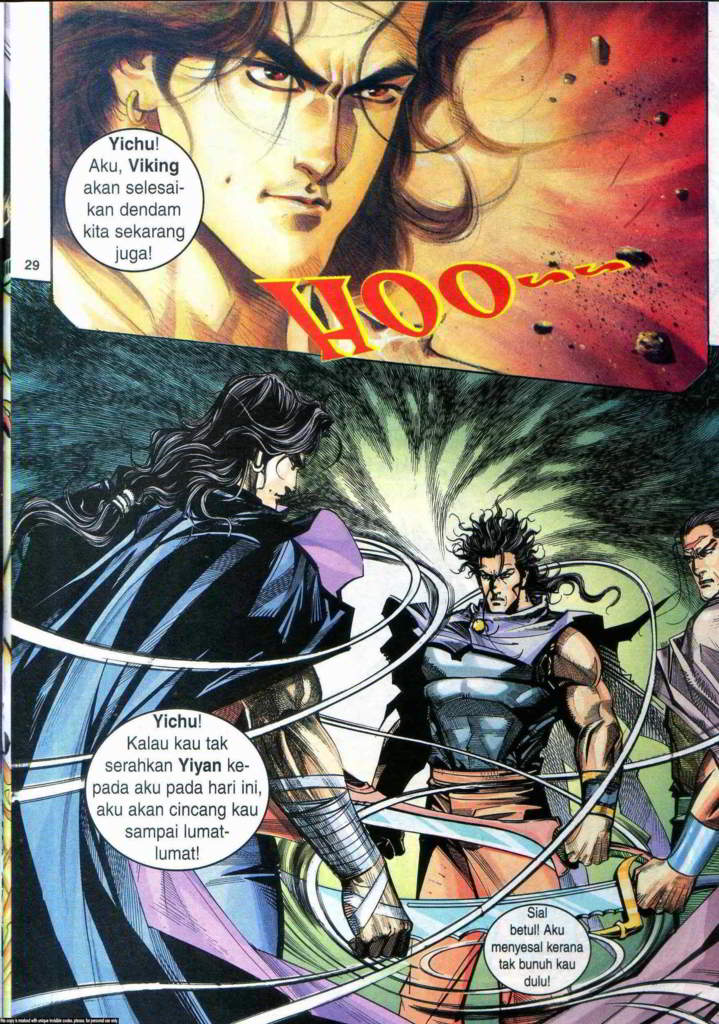 Yichu!
Aku, Viking
akan selesai-
kan dendam
kita sekarang
juga!
29
HOO
Yichu!
Kalau kau tak
serahkan Yiyan ke-
pada aku pada hari ini,
aku akan cincang kau
sampai lumat-
lumat!
Sial
betul! Aku
menyesal kerana
tak bunuh kau
dulu!